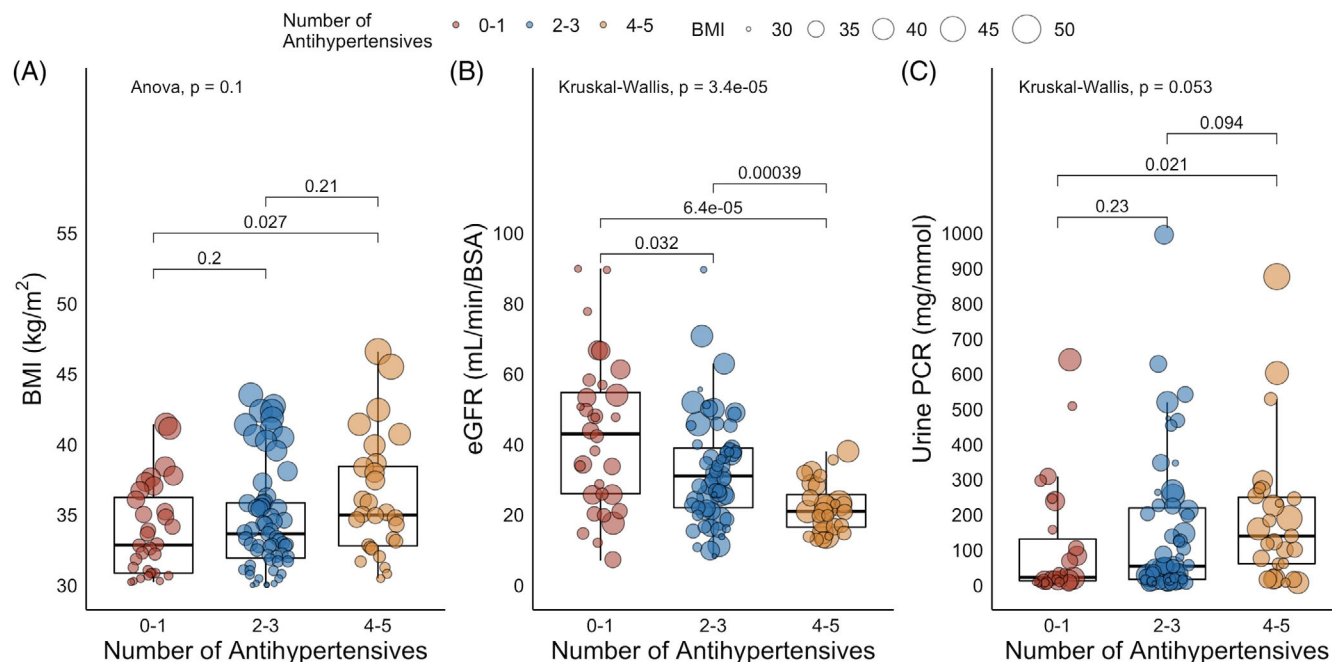 Number of
Antihypertensives
0-1 2-3 4-5 BMI 30 35 40 45 50
(A)
Anova, p = 0.1
0.21
0.027
0.2
BMI (kg/m²)
55
50
45
40
35
30
0-1 2-3 4-5
Number of Antihypertensives
(B)
Kruskal-Wallis, p = 3.4e-05
0.00039
6.4e-05
0.032
eGFR (mL/min/BSA)
100
80
60
40
20
0
0-1 2-3 4-5
Number of Antihypertensives
(C)
Kruskal-Wallis, p = 0.053
0.094
0.021
0.23
Urine PCR (mg/mmol)
1000
900
800
700
600
500
400
300
200
100
0
0-1 2-3 4-5
Number of Antihypertensives